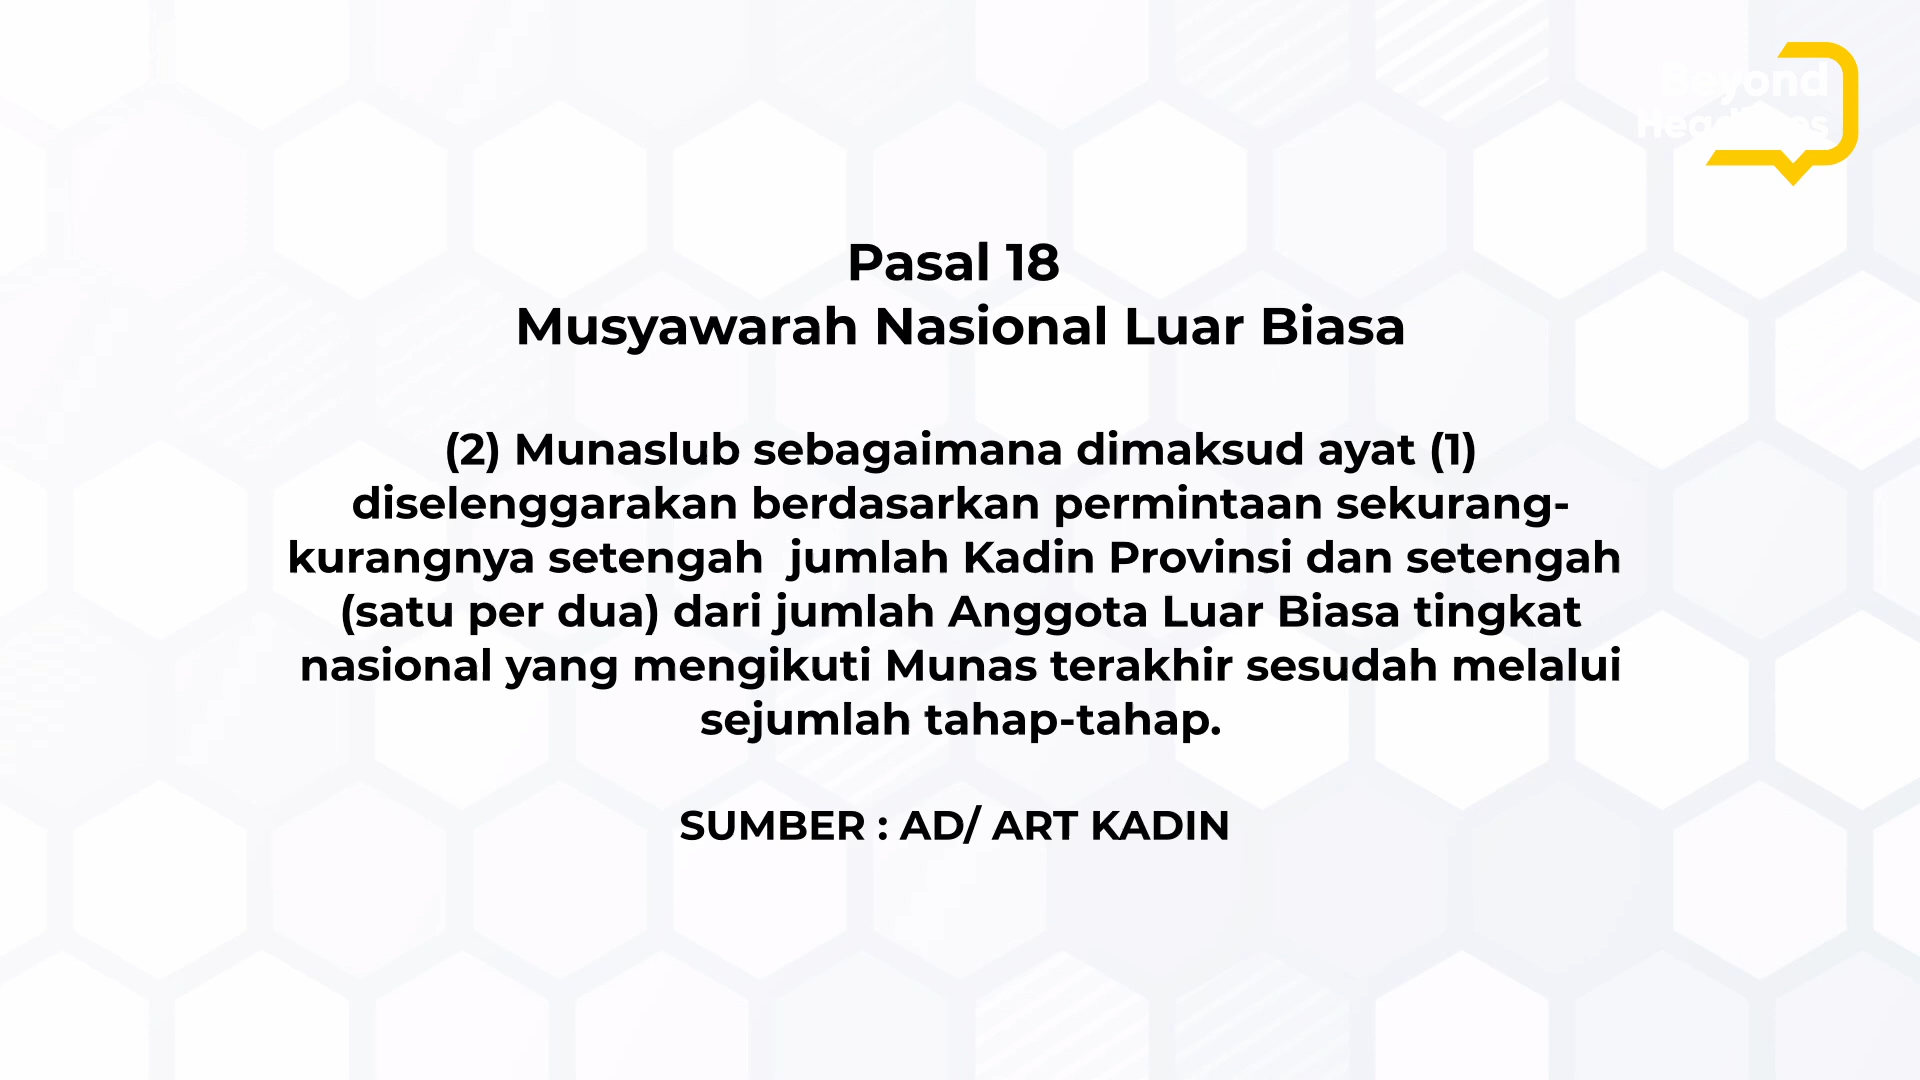 Beyond
Headlines
Pasal 18
Musyawarah Nasional Luar Biasa
(2) Munaslub sebagaimana dimaksud ayat (1)
diselenggarakan berdasarkan permintaan sekurang-
kurangnya setengah  jumlah Kadin Provinsi dan setengah
(satu per dua) dari jumlah Anggota Luar Biasa tingkat
nasional yang mengikuti Munas terakhir sesudah melalui
sejumlah tahap-tahap.
SUMBER : AD/ ART KADIN